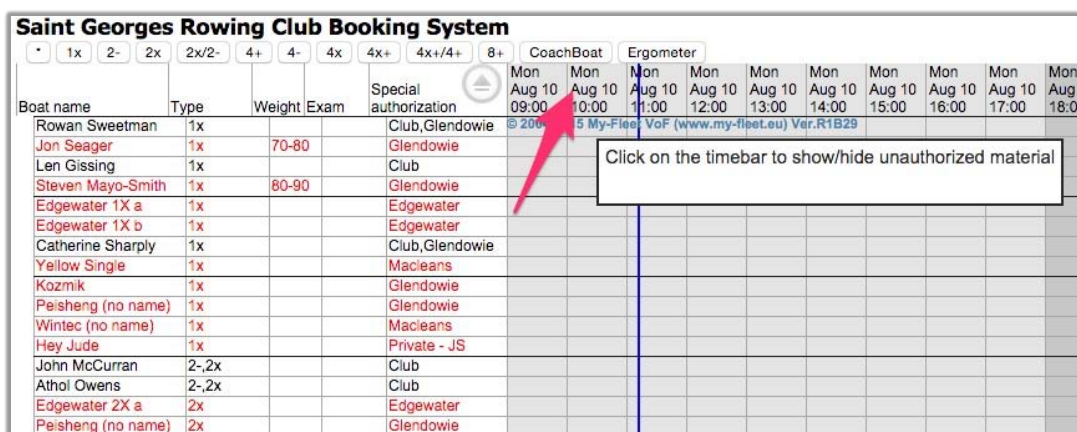 Saint Georges Rowing Club Booking System
* 1x 2- 2x 2x/2- 4+ 4- 4x 4x+ 4x+/4+ 8+ CoachBoat Ergometer
Mon Mon Mon Mon Mon Mon Mon Mon Mon Mon
Special Aug 10 Aug 10 Aug 10 Aug 10 Aug 10 Aug 10 Aug 10 Aug 10 Aug 10 Aug
Boat name Type Weight Exam authorization 09:00 10:00 11:00 12:00 13:00 14:00 15:00 16:00 17:00 18:0
Rowan Sweetman 1x Club,Glendowie © 200 5 My-Fleet VoF (www.my-fleet.eu) Ver.R1B29
Jon Seager 1x 70-80 Glendowie
Click on the timebar to show/hide unauthorized material
Len Gissing 1x Club
Steven Mayo-Smith 1x 80-90 Glendowie
Edgewater 1X a 1x Edgewater
Edgewater 1X b 1x Edgewater
Catherine Sharply 1x Club,Glendowie
Yellow Single 1x Macleans
Kozmik 1x Glendowie
Peisheng (no name) 1x Glendowie
Wintec (no name) 1x Macleans
Hey Jude 1x Private - JS
John McCurran 2-,2x Club
Athol Owens 2-,2x Club
Edgewater 2X a 2x Edgewater
Peisheng (no name) 2x Glendowie